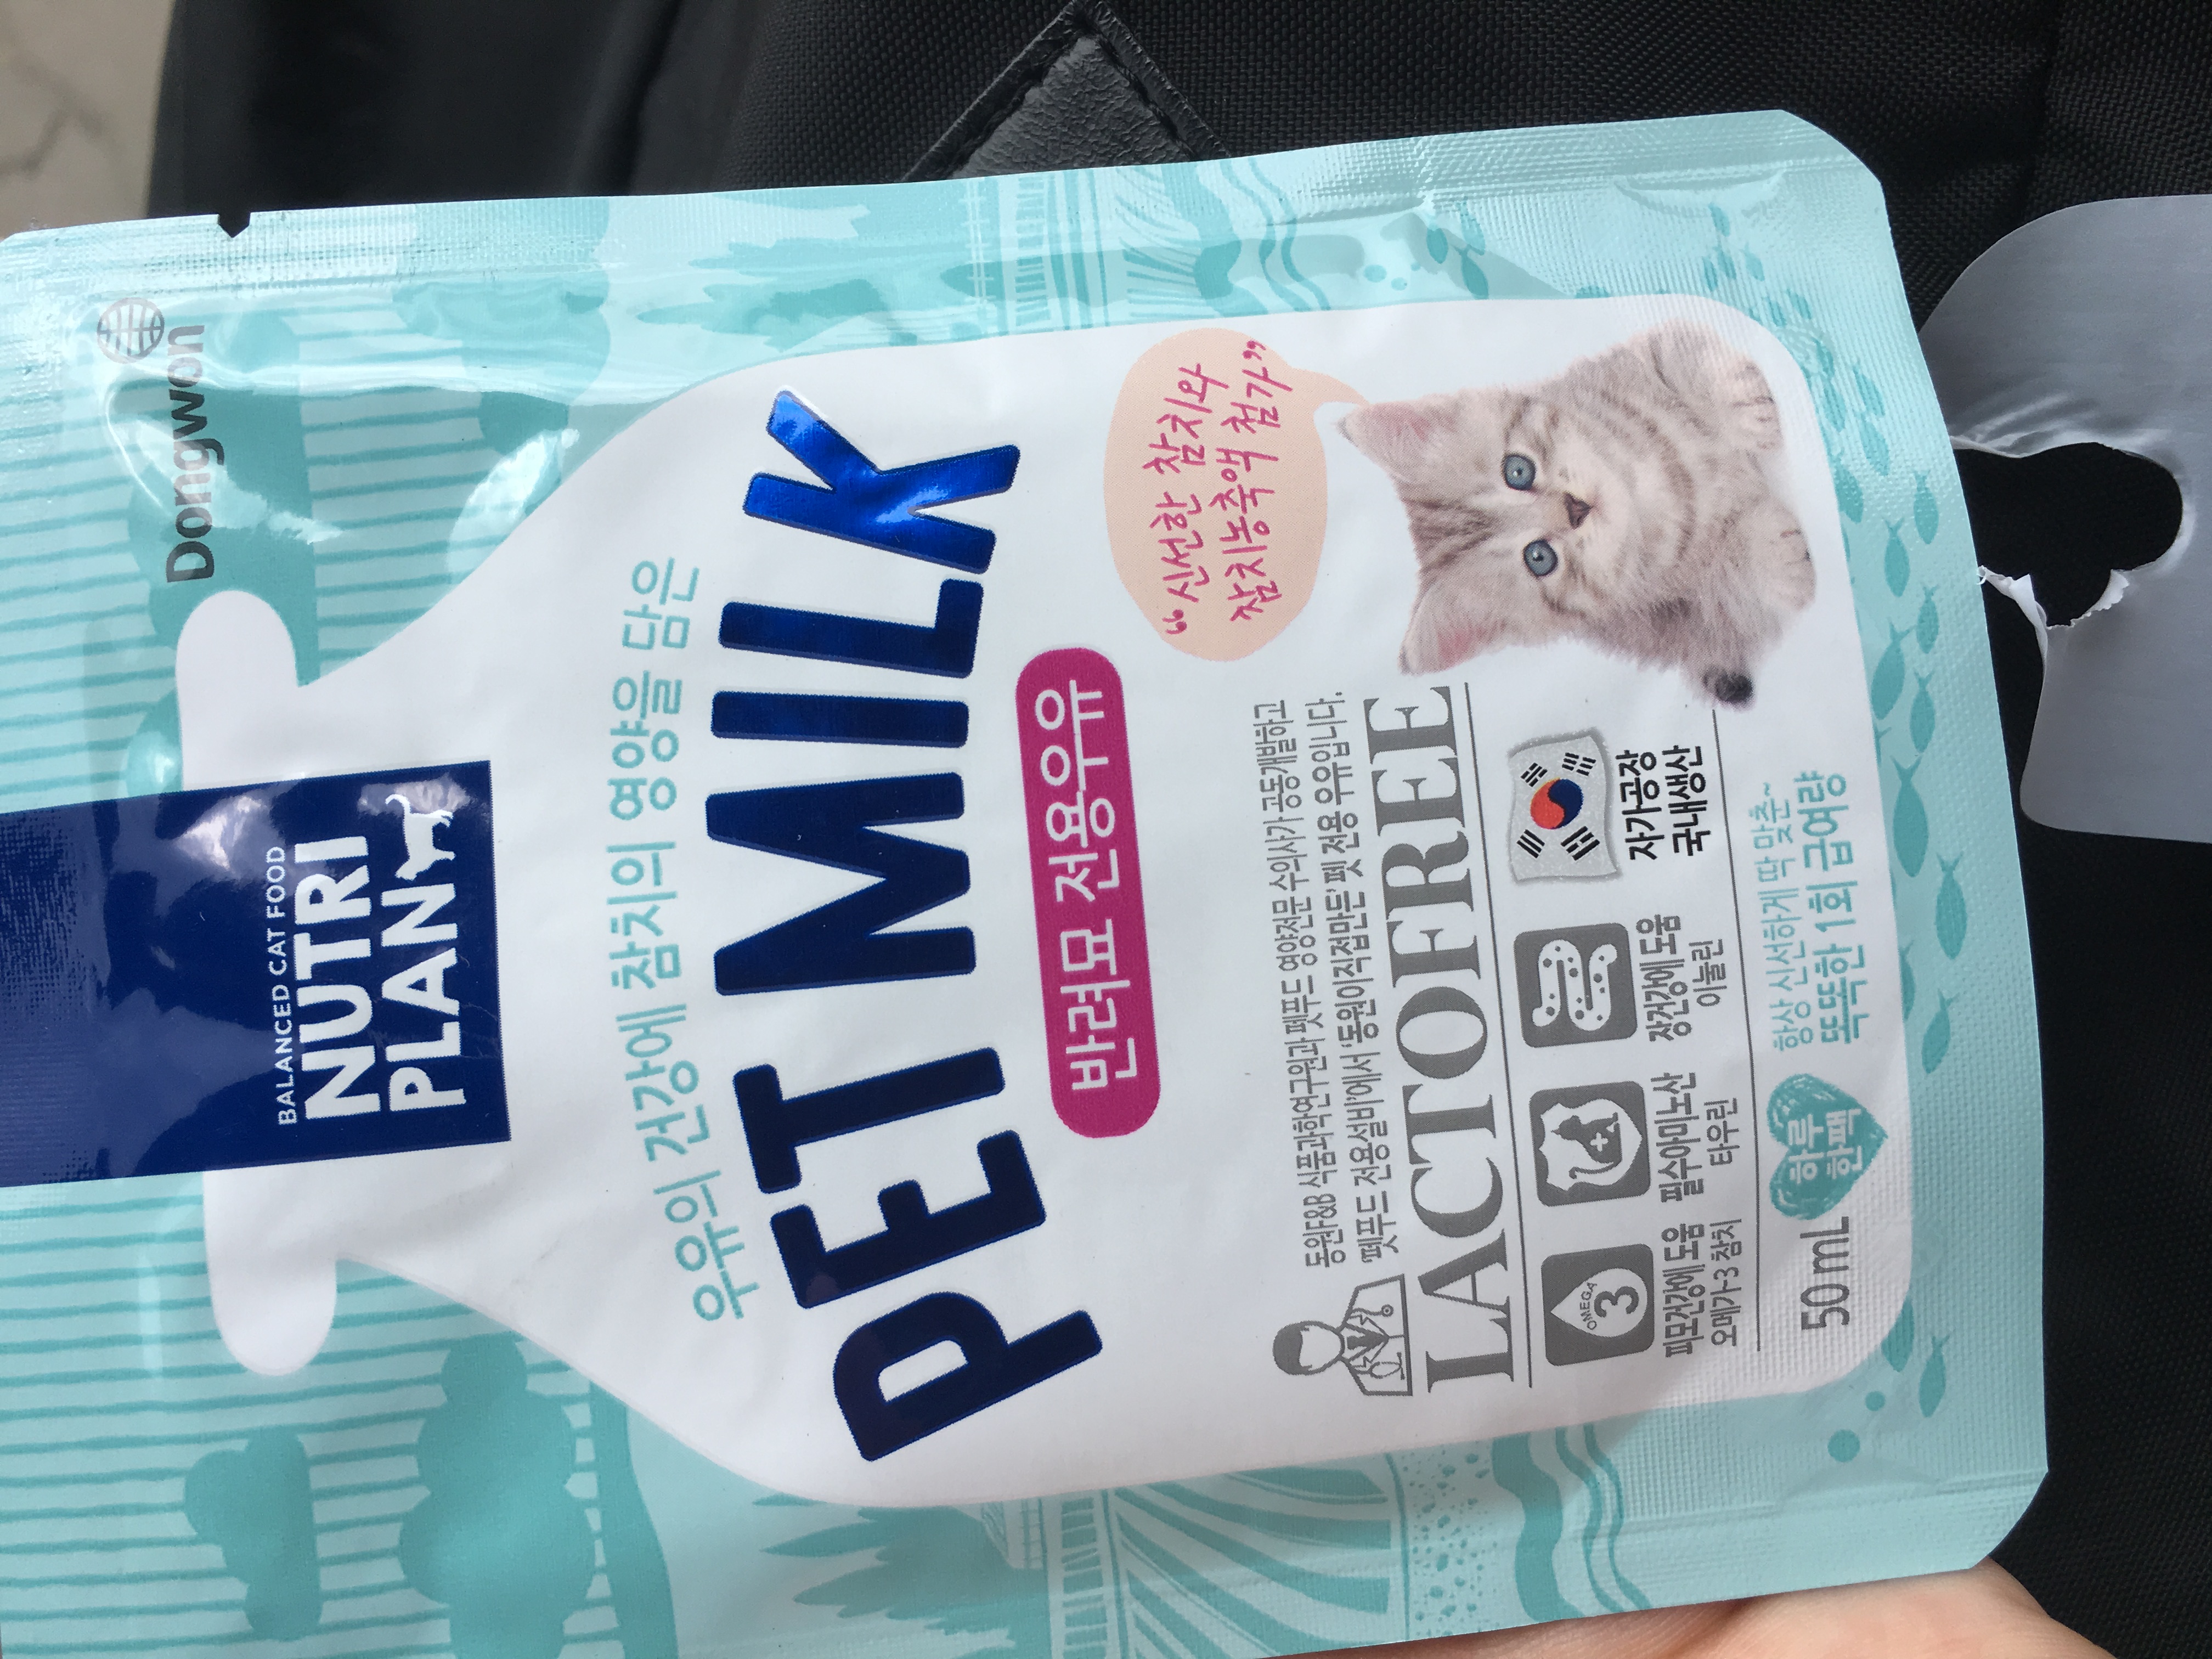 Dongwon
BALANCED CAT FOOD
NUTRI
PLAN
우유의 건강에 참치의 영양을 담은
PET MILK
반려묘 전용우유
“신선한 참치와
참치농축액 첨가”
동원F&B 식품과학연구원과 펫푸드 영양전문 수의사가 공동개발하고
'펫푸드 전용설비'에서 '동원이직접만든' 펫 전용 우유입니다.
LACTOFREE
OMEGA
3
피모건강에 도움
오메가-3 참치
필수아미노산
타우린
장건강에 도움
이눌린
자가공장
국내생산
50 mL
하루
한팩
항상 신선하게 딱 맞춘~
똑똑한 1회 급여량